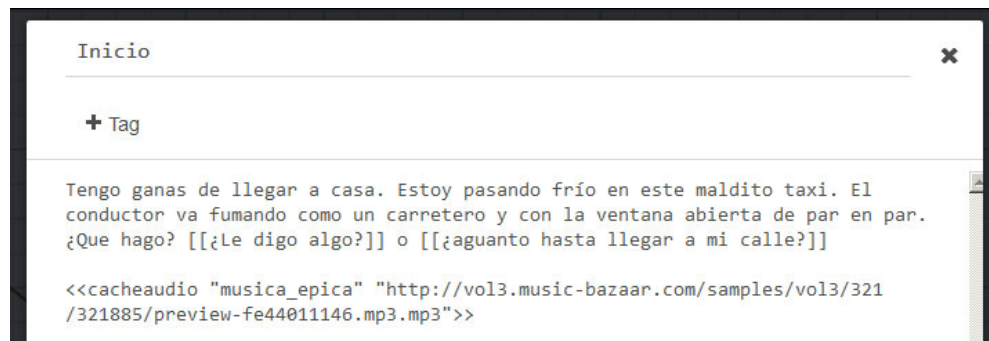 Inicio
+ Tag
Tengo ganas de llegar a casa. Estoy pasando frío en este maldito taxi. El
conductor va fumando como un carretero y con la ventana abierta de par en par.
¿Que hago? [[¿Le digo algo?]] o [[¿aguanto hasta llegar a mi calle?]]
<<cacheaudio "musica_epica" "http://vol3.music-bazaar.com/samples/vol3/321
/321885/preview-fe44011146.mp3.mp3">>